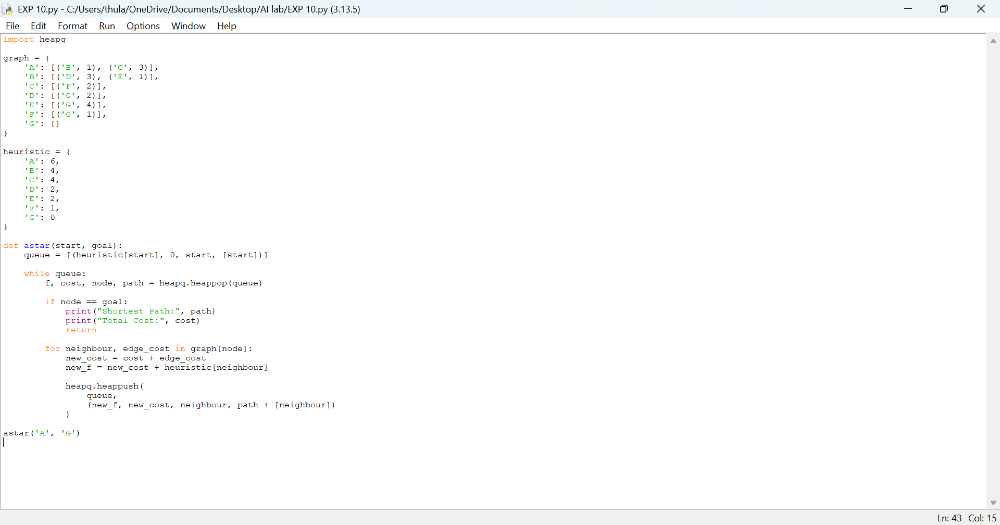 EXP 10.py - C:/Users/thula/OneDrive/Documents/Desktop/AI lab/EXP 10.py (3.13.5)
File Edit Format Run Options Window Help
import heapq

graph = {
    'A': [('B', 1), ('C', 3)],
    'B': [('D', 3), ('E', 1)],
    'C': [('F', 2)],
    'D': [('G', 2)],
    'E': [('G', 4)],
    'F': [('G', 1)],
    'G': []
}

heuristic = {
    'A': 6,
    'B': 4,
    'C': 4,
    'D': 2,
    'E': 2,
    'F': 1,
    'G': 0
}

def astar(start, goal):
    queue = [(heuristic[start], 0, start, [start])]

    while queue:
        f, cost, node, path = heapq.heappop(queue)

        if node == goal:
            print("Shortest Path:", path)
            print("Total Cost:", cost)
            return

        for neighbour, edge_cost in graph[node]:
            new_cost = cost + edge_cost
            new_f = new_cost + heuristic[neighbour]

            heapq.heappush(
                queue,
                (new_f, new_cost, neighbour, path + [neighbour])
            )

astar('A', 'G')
Ln: 43 Col: 15